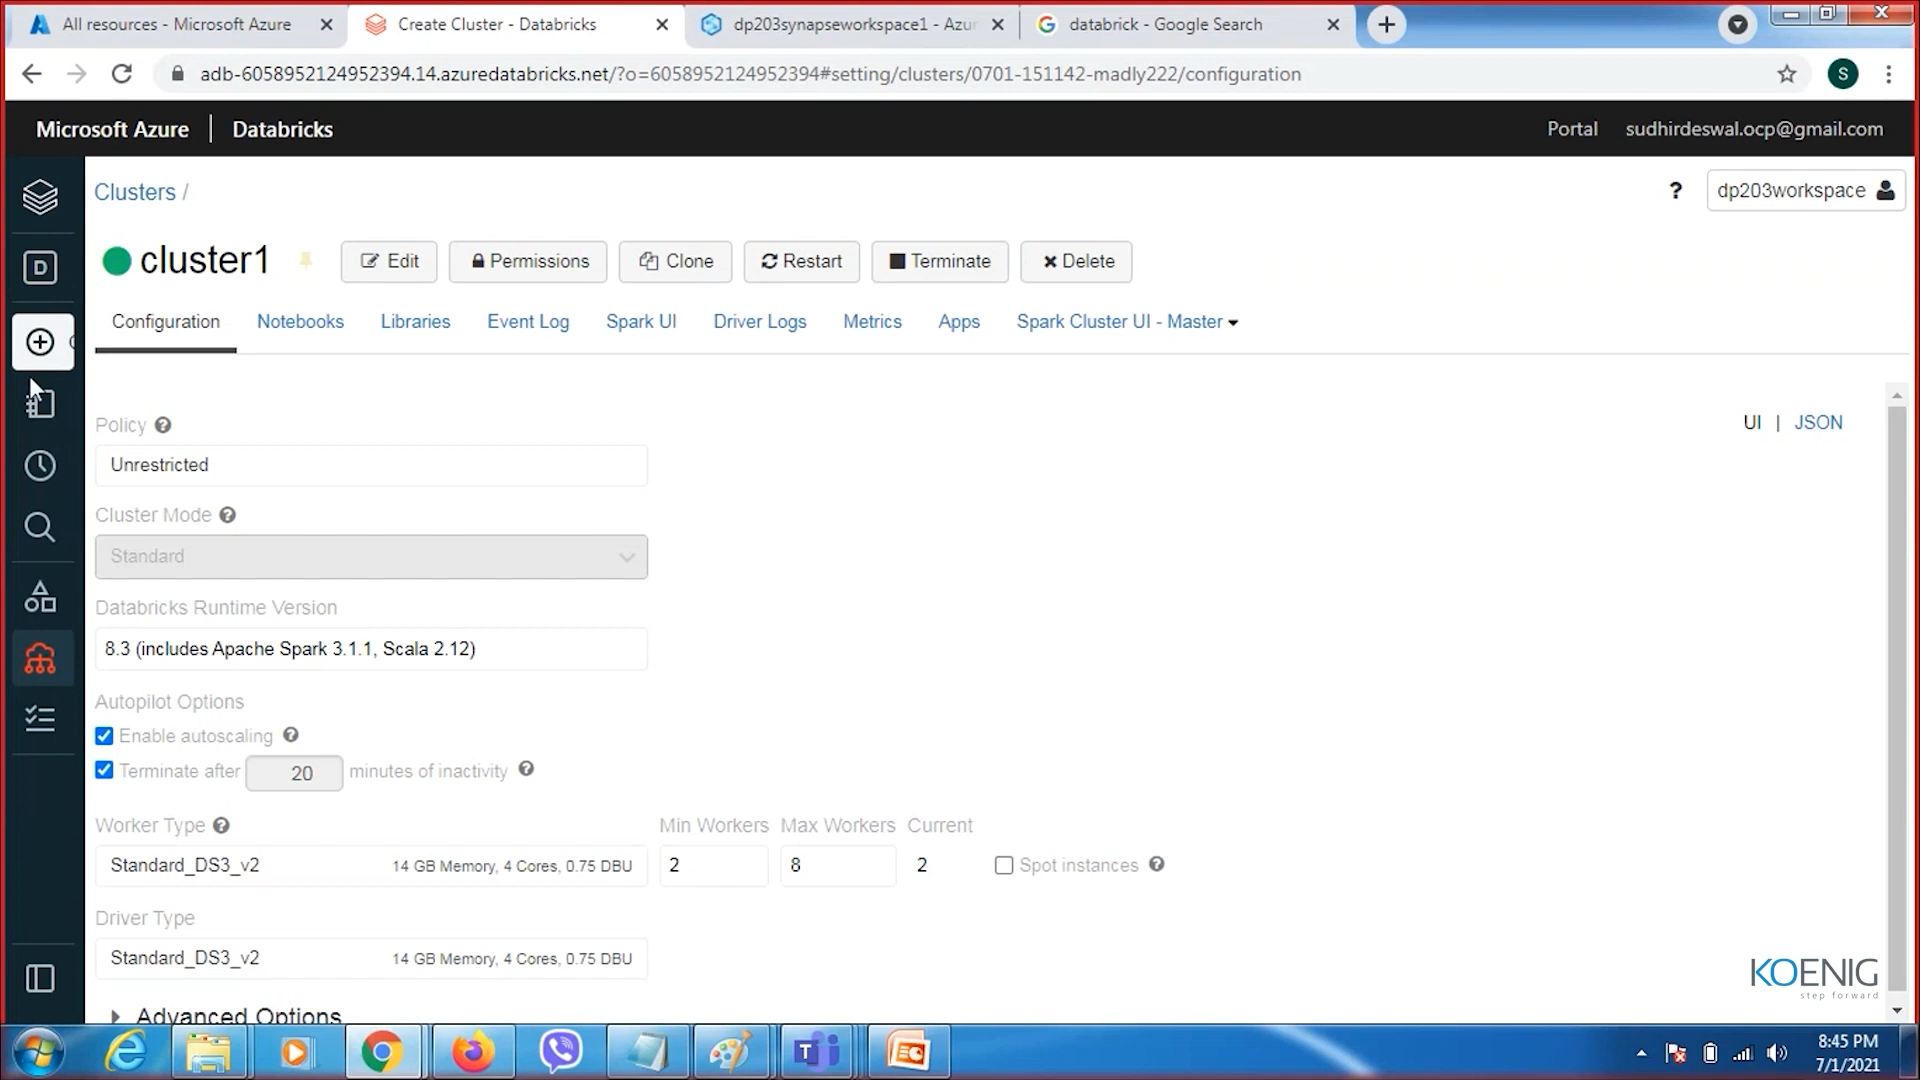 All resources - Microsoft Azure
Create Cluster - Databricks
dp203synapseworkspace1 - Azur
databrick - Google Search
adb-6058952124952394.14.azuredatabricks.net/?o=6058952124952394#setting/clusters/0701-151142-madly222/configuration
S
Microsoft Azure | Databricks
Portal sudhirdeswal.ocp@gmail.com
Clusters /
? dp203workspace
D
cluster1
Edit Permissions Clone Restart Terminate Delete
Configuration Notebooks Libraries Event Log Spark UI Driver Logs Metrics Apps Spark Cluster UI - Master
Policy ?
UI | JSON
Unrestricted
Cluster Mode ?
Standard
Databricks Runtime Version
8.3 (includes Apache Spark 3.1.1, Scala 2.12)
Autopilot Options
Enable autoscaling ?
Terminate after 20 minutes of inactivity ?
Worker Type ? Min Workers Max Workers Current
Standard_DS3_v2 14 GB Memory, 4 Cores, 0.75 DBU 2 8 2 Spot instances ?
Driver Type
Standard_DS3_v2 14 GB Memory, 4 Cores, 0.75 DBU
KOENIG
step forward
Advanced Options
8:45 PM
7/1/2021